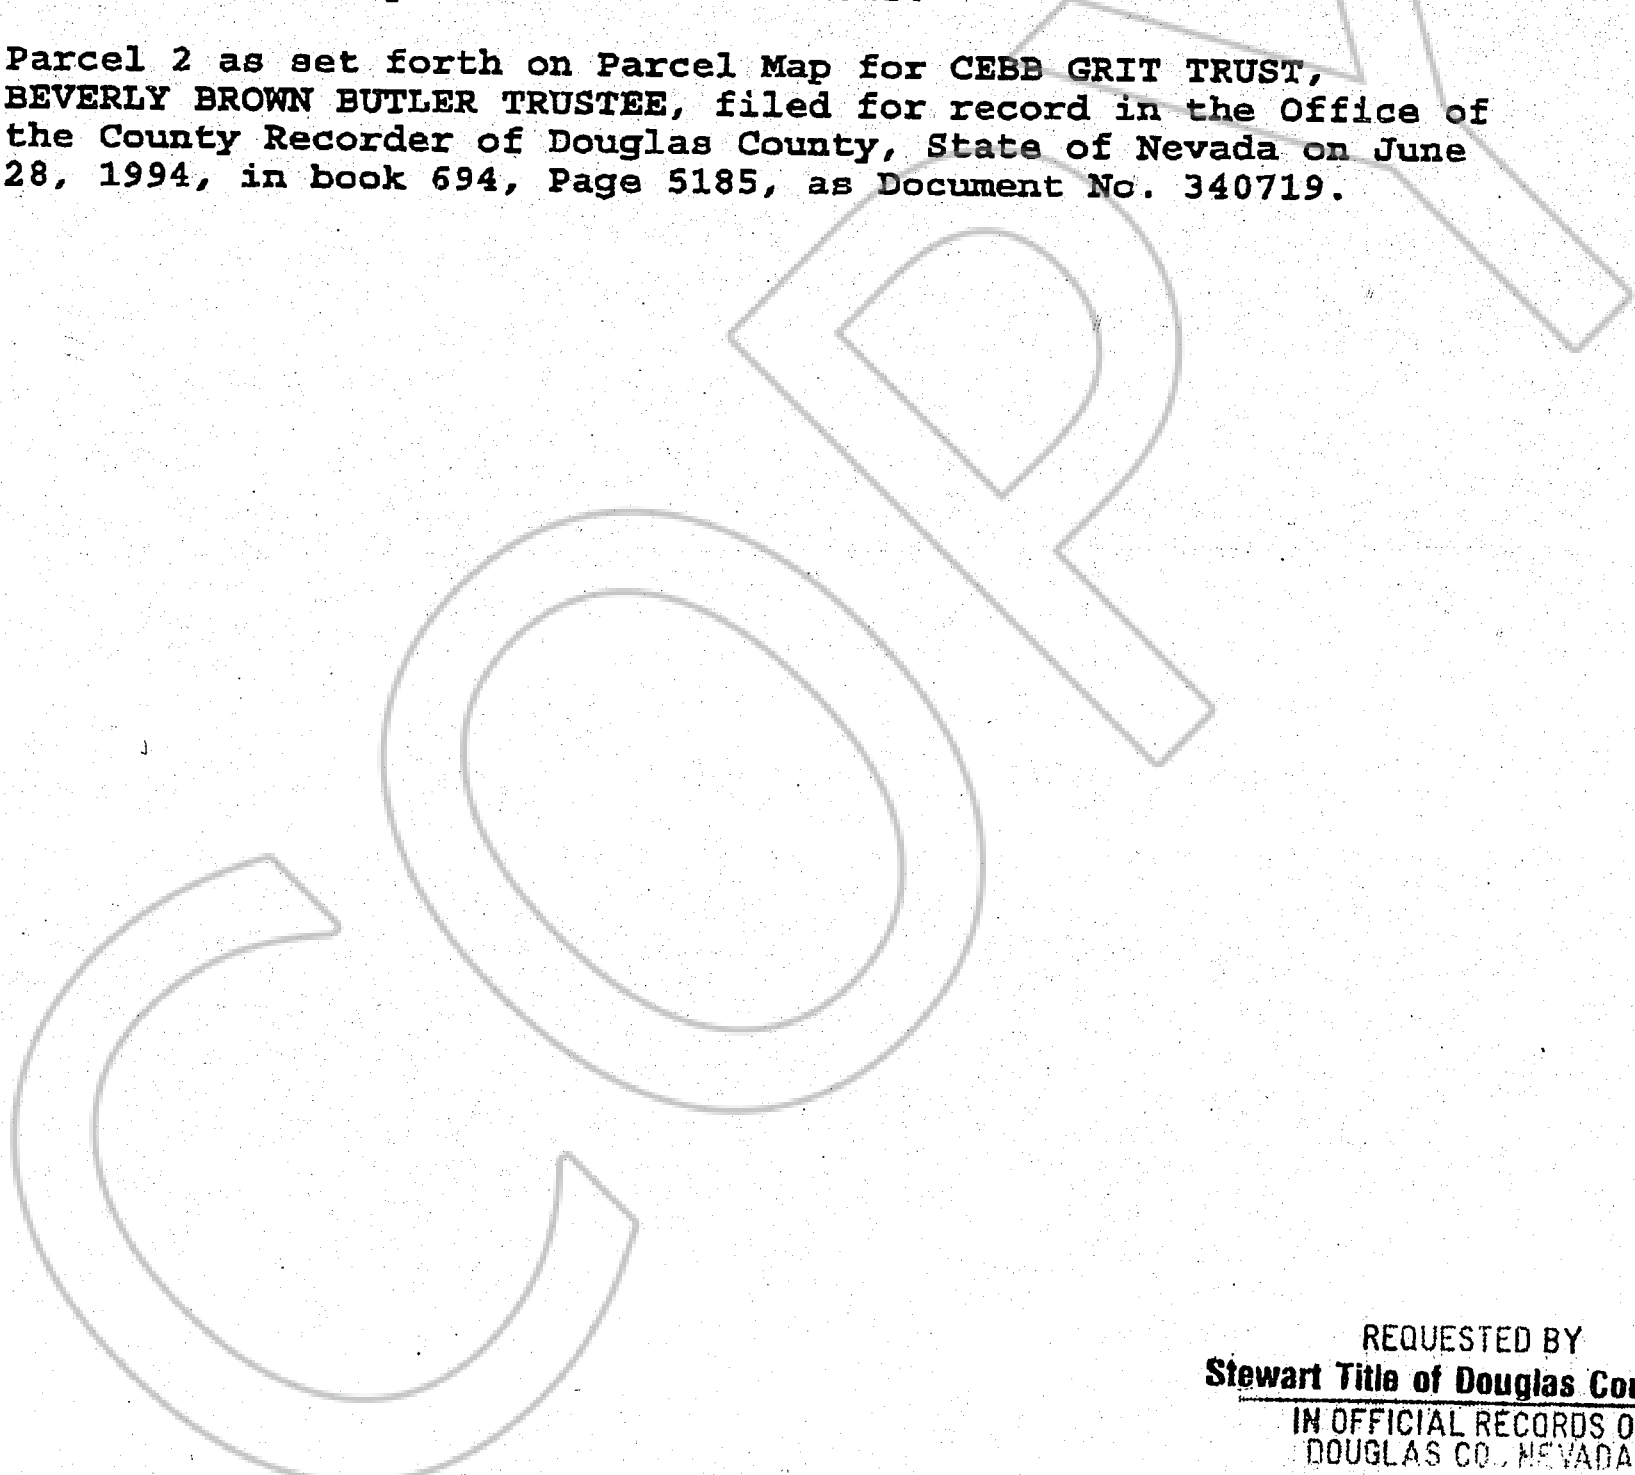 Parcel 2 as set forth on Parcel Map for CEBB GRIT TRUST,
BEVERLY BROWN BUTLER TRUSTEE, filed for record in the Office of
the County Recorder of Douglas County, State of Nevada on June
28, 1994, in book 694, Page 5185, as Document No. 340719.
COPY
REQUESTED BY
Stewart Title of Douglas Cou
IN OFFICIAL RECORDS O
DOUGLAS CO., NEVADA